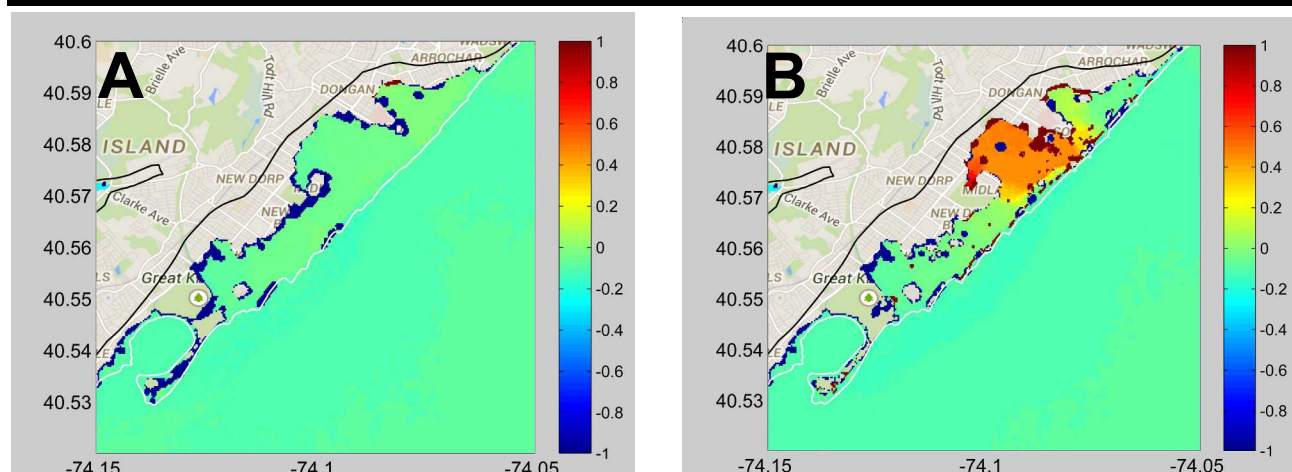 A
40.6
40.59
40.58
40.57
40.56
40.55
40.54
40.53
-74.15
-74.1
-74.05
1
0.8
0.6
0.4
0.2
0
-0.2
-0.4
-0.6
-0.8
-1
Brielle Ave
Todt Hill Rd
ARROCHAR
DONGAN
ISLAND
NEW DORP
Clarke Ave
NEW
Great K
B
40.6
40.59
40.58
40.57
40.56
40.55
40.54
40.53
-74.15
-74.1
-74.05
1
0.8
0.6
0.4
0.2
0
-0.2
-0.4
-0.6
-0.8
-1
Brielle Ave
Todt Hill Rd
ARROCHAR
DONGAN
ISLAND
NEW DORP
MIDL
Clarke Ave
NEW D
B
Great K